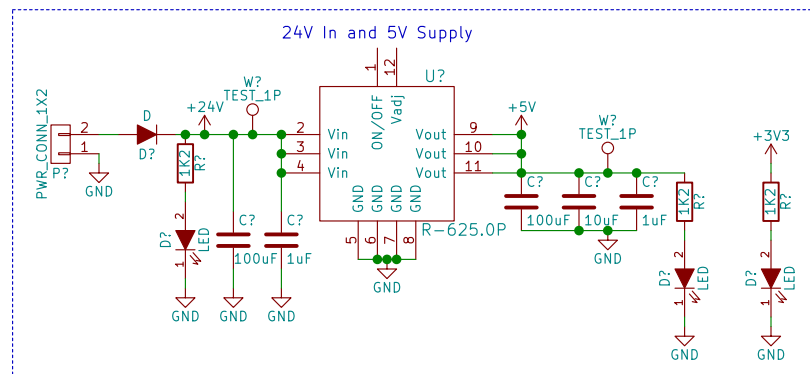 24V In and 5V Supply
PWR_CONN_1X2
P?
2
1
GND
D
D?
+24V
W?
TEST_1P
1K2
R?
2
D?
LED
1
GND
C?
100uF
GND
C?
1uF
GND
U?
1
12
ON/OFF
Vadj
2
Vin
3
Vin
4
Vin
Vout
9
Vout
10
Vout
11
GND
GND
GND
GND
5
6
7
8
R-625.0P
GND
+5V
W?
TEST_1P
C?
100uF
C?
10uF
C?
1uF
GND
1K2
R?
2
D?
LED
1
GND
+3V3
1K2
R?
2
D?
LED
1
GND